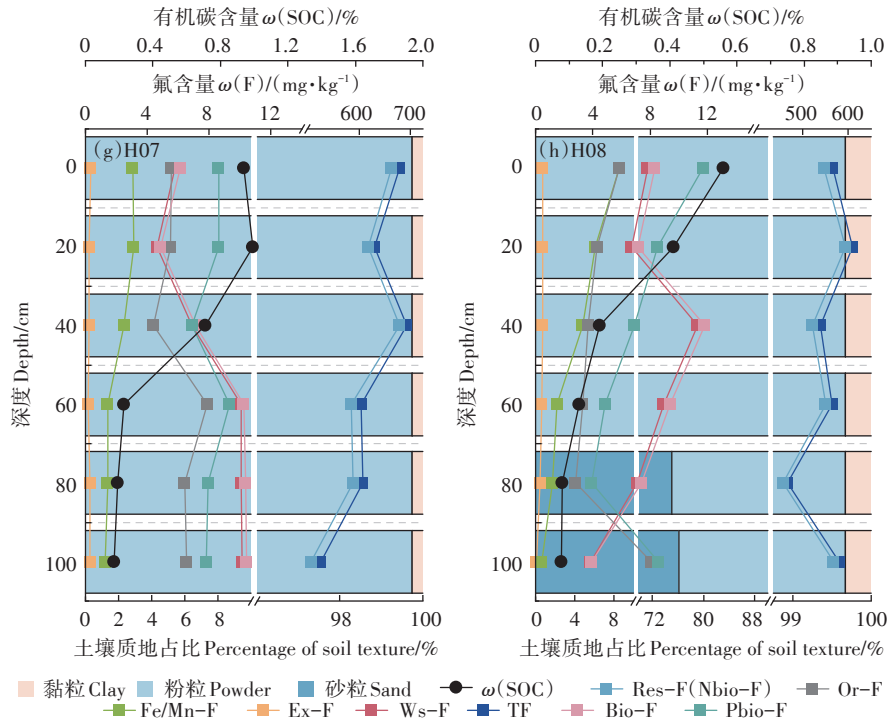 有机碳含量 ω(SOC)/% 有机碳含量 ω(SOC)/%
0 0.4 0.8 1.2 1.6 2.0 0 0.2 0.4 0.6 0.8 1.0
氟含量 ω(F)/(mg·kg⁻¹) 氟含量 ω(F)/(mg·kg⁻¹)
0 4 8 600 700 0 4 8 12 500 600
(g)H07 (h)H08
0 0
20 20
40 40
60 60
80 80
100 100
深度 Depth/cm 深度 Depth/cm
0 2 4 6 8 98 100 0 4 8 72 80 88 99 100
土壤质地占比 Percentage of soil texture/% 土壤质地占比 Percentage of soil texture/%
黏粒 Clay 粉粒 Powder 砂粒 Sand ω(SOC) Res-F(Nbio-F) Or-F
Fe/Mn-F Ex-F Ws-F TF Bio-F Pbio-F